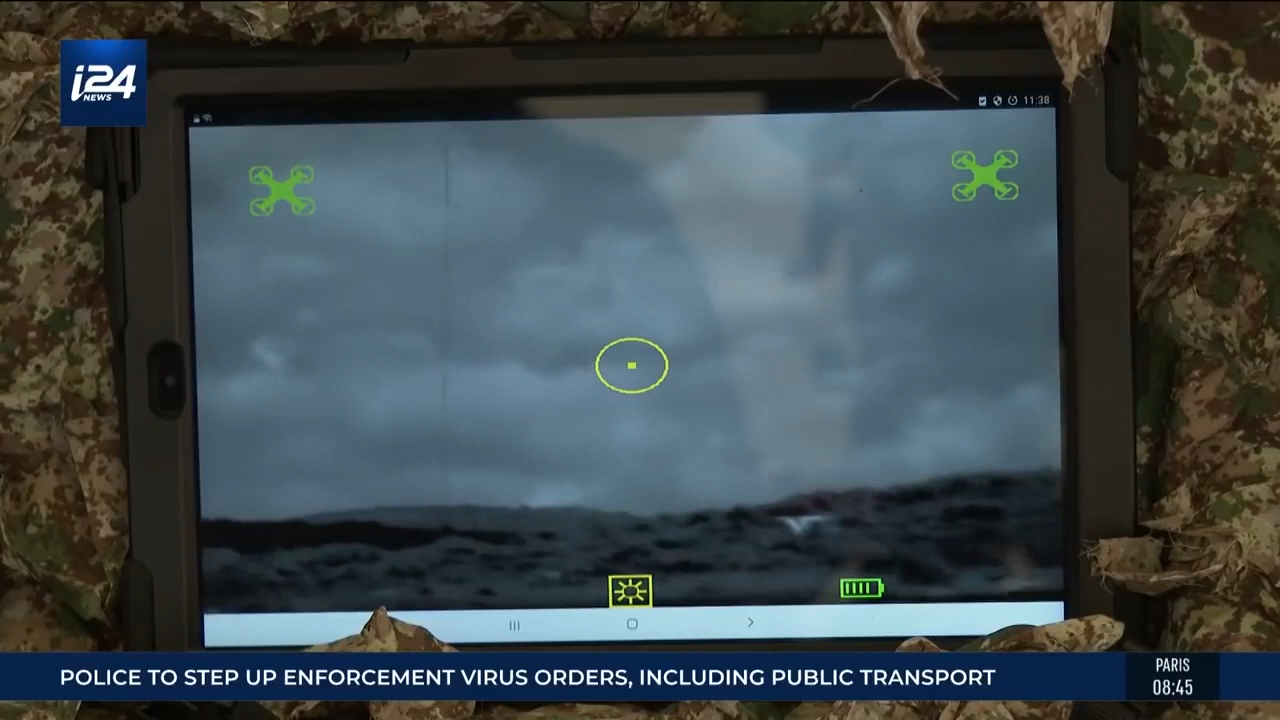 i24
NEWS
11:38
POLICE TO STEP UP ENFORCEMENT VIRUS ORDERS, INCLUDING PUBLIC TRANSPORT
PARIS
08:45